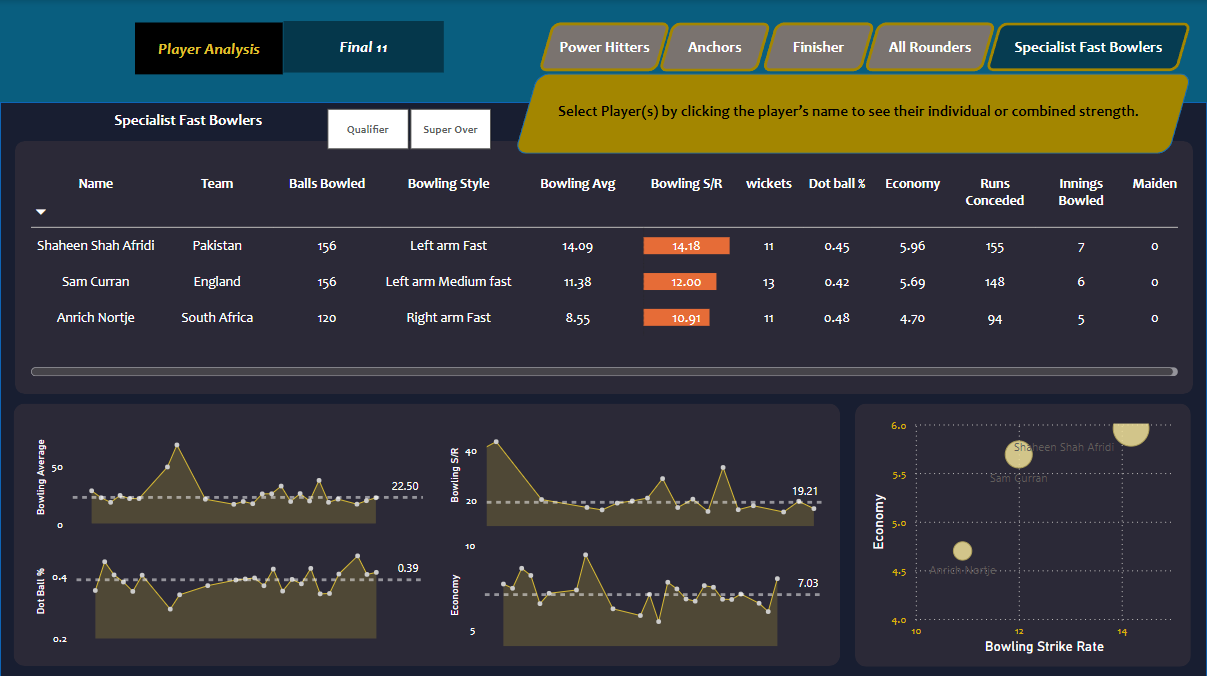 Player Analysis
Final 11
Power Hitters
Anchors
Finisher
All Rounders
Specialist Fast Bowlers
Select Player(s) by clicking the player’s name to see their individual or combined strength.
Specialist Fast Bowlers
Qualifier
Super Over
Name Team Balls Bowled Bowling Style Bowling Avg Bowling S/R wickets Dot ball % Economy Runs Conceded Innings Bowled Maiden
Shaheen Shah Afridi Pakistan 156 Left arm Fast 14.09 14.18 11 0.45 5.96 155 7 0
Sam Curran England 156 Left arm Medium fast 11.38 12.00 13 0.42 5.69 148 6 0
Anrich Nortje South Africa 120 Right arm Fast 8.55 10.91 11 0.48 4.70 94 5 0
Bowling Average
50
0
22.50
Bowling S/R
40
20
19.21
Dot Ball %
0.4
0.2
0.39
Economy
10
5
7.03
Economy
6.0
5.5
5.0
4.5
4.0
Shaheen Shah Afridi
Sam Curran
Anrich Nortje
10 12 14
Bowling Strike Rate